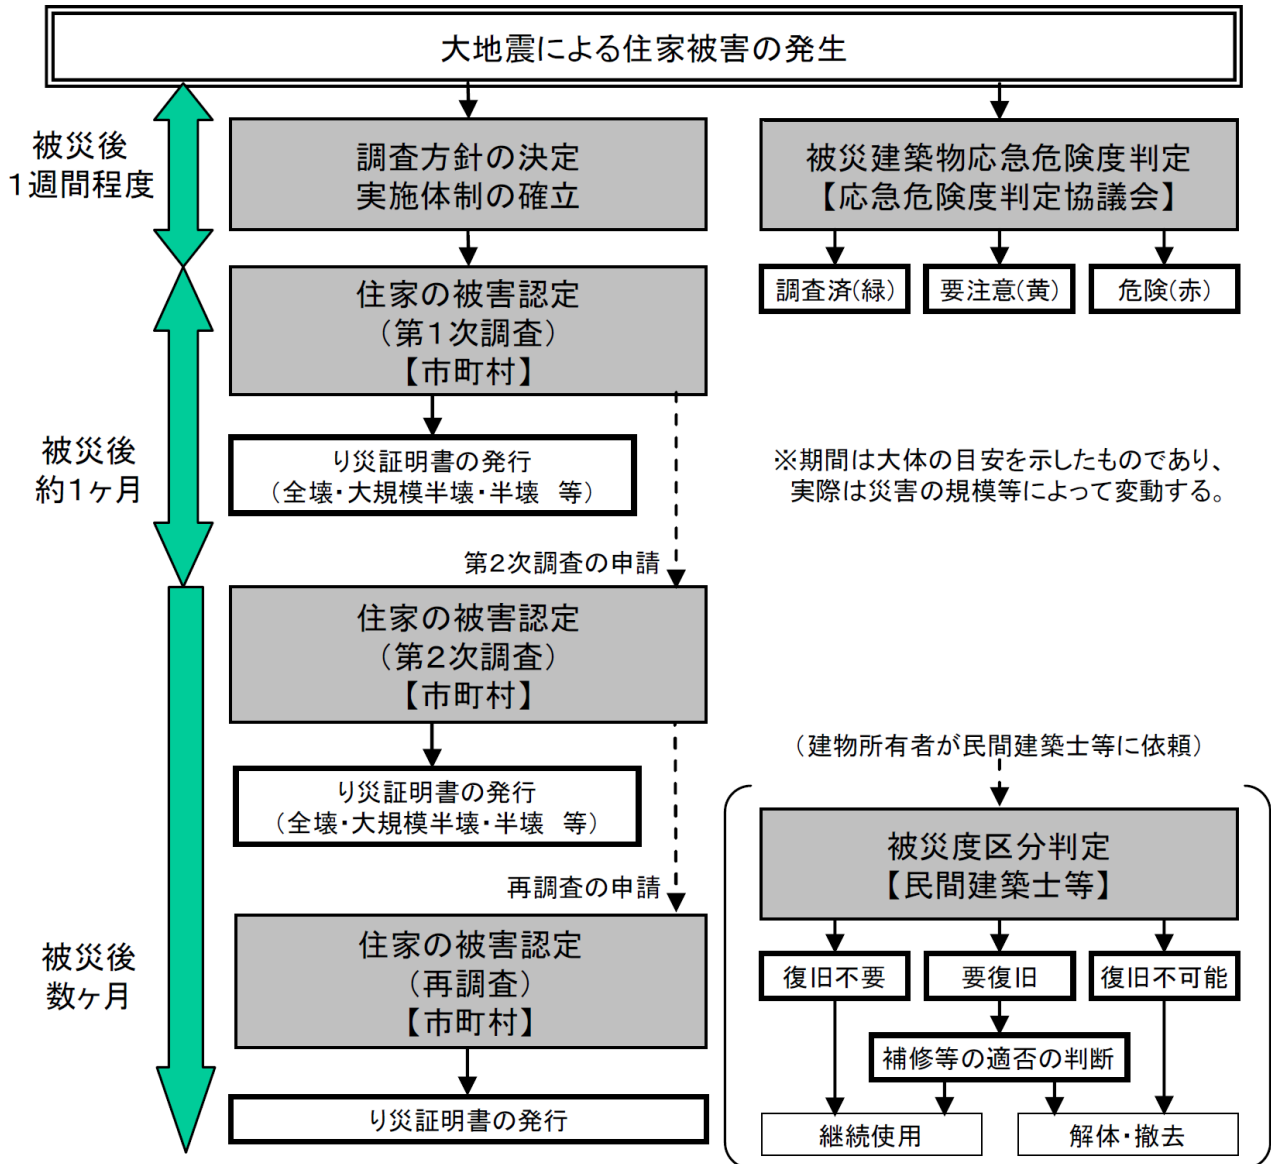 大地震による住家被害の発生
被災後
1週間程度
調査方針の決定
実施体制の確立
被災建築物応急危険度判定
【応急危険度判定協議会】
調査済(緑)
要注意(黄)
危険(赤)
住家の被害認定
(第1次調査)
【市町村】
被災後
約1ヶ月
り災証明書の発行
(全壊・大規模半壊・半壊 等)
※期間は大体の目安を示したものであり、
実際は災害の規模等によって変動する。
第2次調査の申請
住家の被害認定
(第2次調査)
【市町村】
り災証明書の発行
(全壊・大規模半壊・半壊 等)
再調査の申請
被災後
数ヶ月
住家の被害認定
(再調査)
【市町村】
り災証明書の発行
(建物所有者が民間建築士等に依頼)
被災度区分判定
【民間建築士等】
復旧不要
要復旧
復旧不可能
補修等の適否の判断
継続使用
解体・撤去